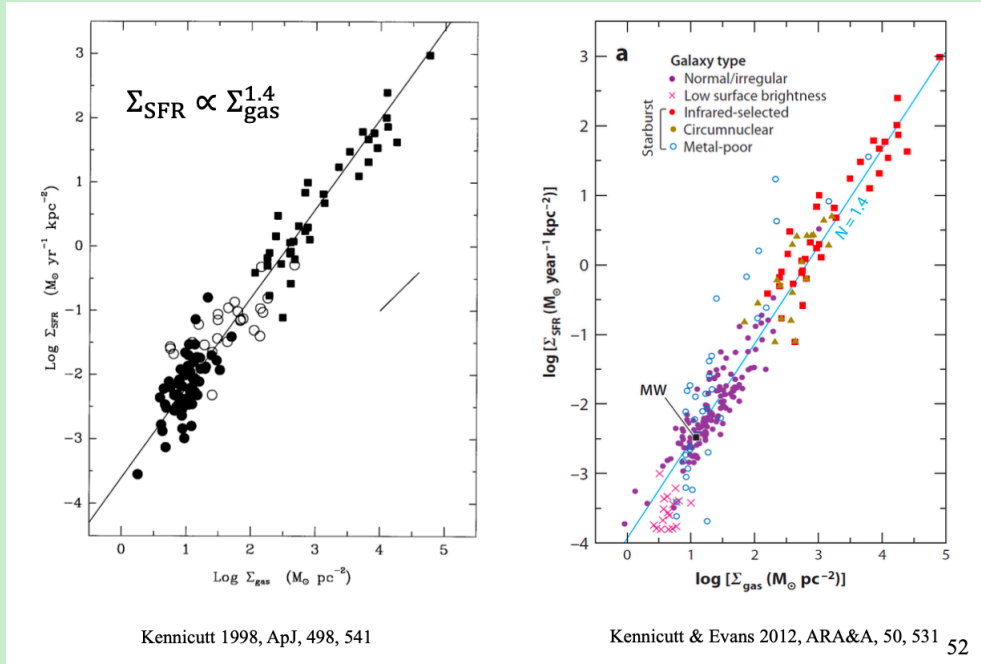 Σ_SFR ∝ Σ_gas^1.4
3
2
1
0
−1
−2
−3
−4
Log Σ_SFR (M⊙ yr⁻¹ kpc⁻²)
0 1 2 3 4 5
Log Σ_gas (M⊙ pc⁻²)
Kennicutt 1998, ApJ, 498, 541
a
Galaxy type
Normal/irregular
Low surface brightness
Starburst
Infrared-selected
Circumnuclear
Metal-poor
N = 1.4
MW
3
2
1
0
−1
−2
−3
−4
log [Σ_SFR (M⊙ year⁻¹ kpc⁻²)]
0 1 2 3 4 5
log [Σ_gas (M⊙ pc⁻²)]
Kennicutt & Evans 2012, ARA&A, 50, 531
52